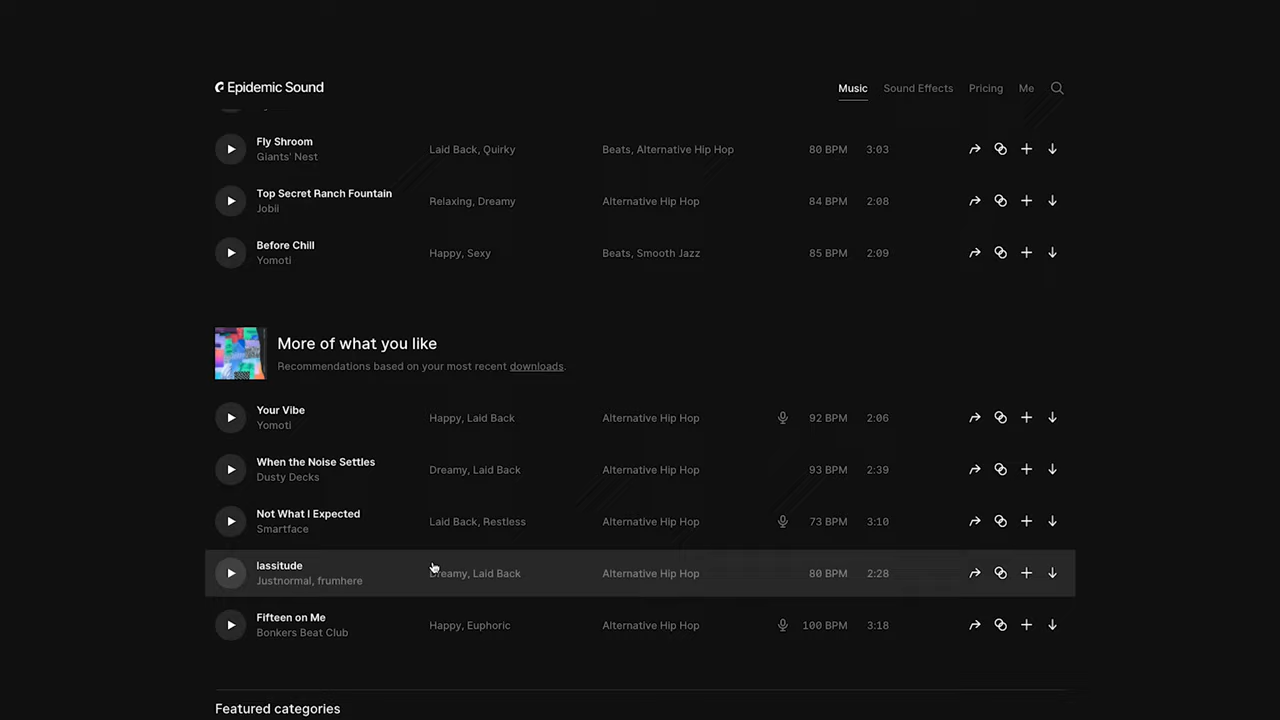 Epidemic Sound
Music Sound Effects Pricing Me
Fly Shroom
Giants' Nest
Laid Back, Quirky
Beats, Alternative Hip Hop
80 BPM 3:03
Top Secret Ranch Fountain
Jobii
Relaxing, Dreamy
Alternative Hip Hop
84 BPM 2:08
Before Chill
Yomoti
Happy, Sexy
Beats, Smooth Jazz
85 BPM 2:09
More of what you like
Recommendations based on your most recent downloads.
Your Vibe
Yomoti
Happy, Laid Back
Alternative Hip Hop
92 BPM 2:06
When the Noise Settles
Dusty Decks
Dreamy, Laid Back
Alternative Hip Hop
93 BPM 2:39
Not What I Expected
Smartface
Laid Back, Restless
Alternative Hip Hop
73 BPM 3:10
lassitude
Justnormal, frumhere
Dreamy, Laid Back
Alternative Hip Hop
80 BPM 2:28
Fifteen on Me
Bonkers Beat Club
Happy, Euphoric
Alternative Hip Hop
100 BPM 3:18
Featured categories